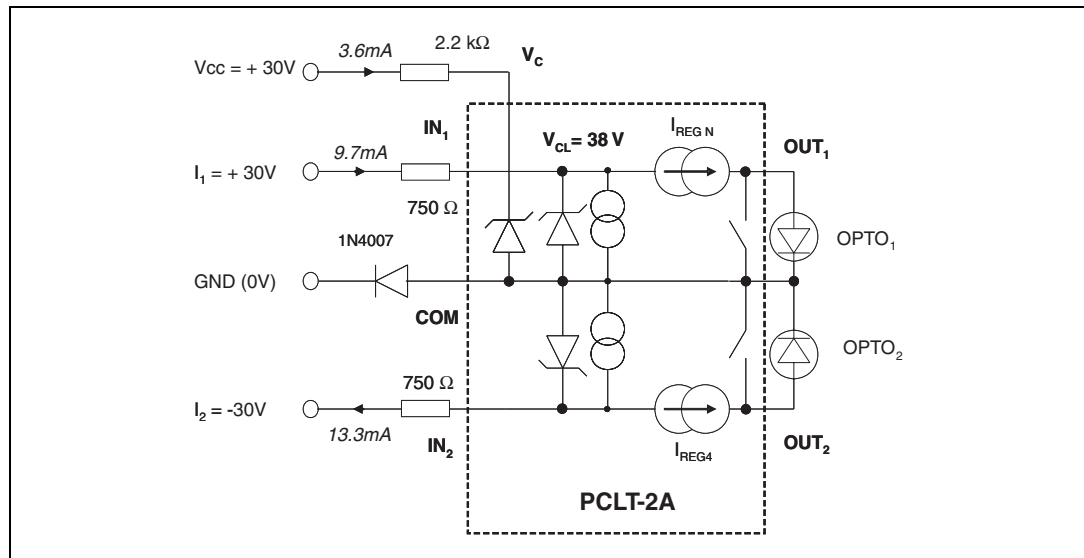 3.6mA
2.2 kΩ
V_C
Vcc = + 30V
IN_1
V_CL = 38 V
I_REG N
OUT_1
9.7mA
I_1 = + 30V
750 Ω
1N4007
OPTO_1
GND (0V)
COM
OPTO_2
750 Ω
I_2 = -30V
13.3mA
IN_2
I_REG4
OUT_2
PCLT-2A